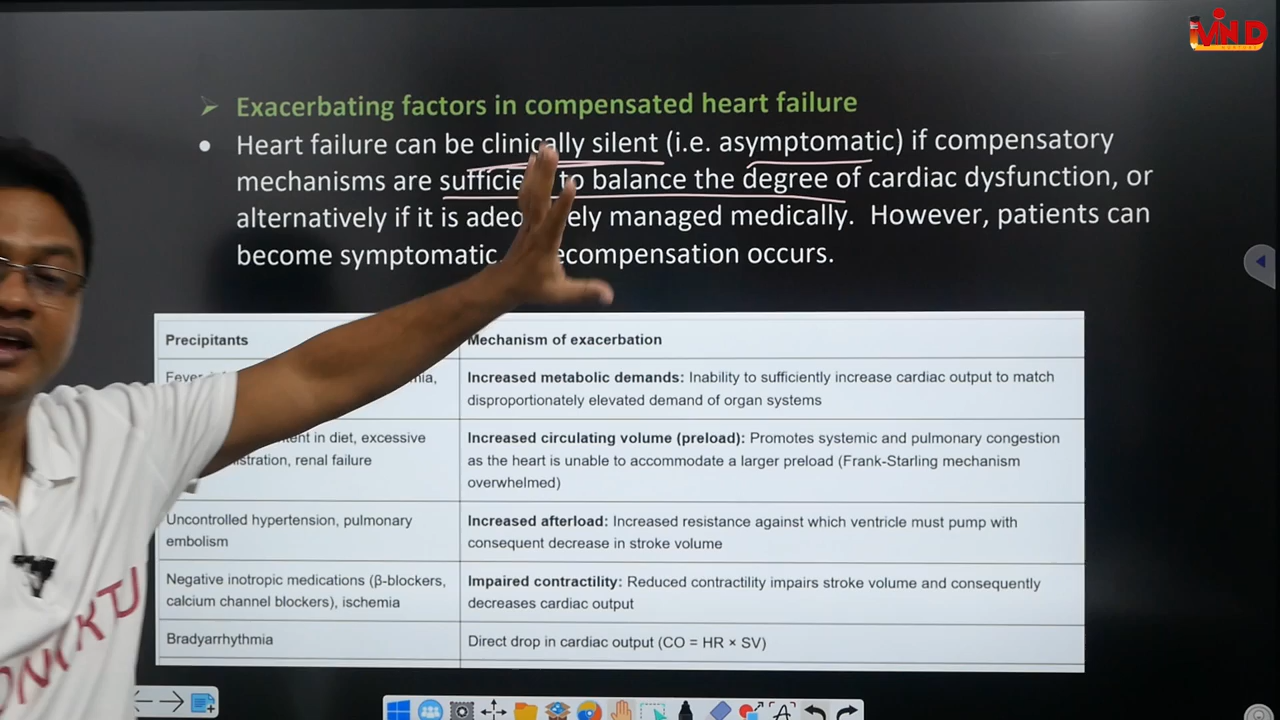 MIND
➢ Exacerbating factors in compensated heart failure
• Heart failure can be clinically silent (i.e. asymptomatic) if compensatory
mechanisms are to balance the degree of cardiac dysfunction, or
alternatively if it is managed medically. However, patients can
become symptomatic occurs.
Precipitants
Mechanism of exacerbation
Increased metabolic demands: Inability to sufficiently increase cardiac output to match
disproportionately elevated demand of organ systems
in diet, excessive
renal failure
Increased circulating volume (preload): Promotes systemic and pulmonary congestion
as the heart is unable to accommodate a larger preload (Frank-Starling mechanism
overwhelmed)
Uncontrolled hypertension, pulmonary
embolism
Increased afterload: Increased resistance against which ventricle must pump with
consequent decrease in stroke volume
Negative inotropic medications (β-blockers,
calcium channel blockers), ischemia
Impaired contractility: Reduced contractility impairs stroke volume and consequently
decreases cardiac output
Bradyarrhythmia
Direct drop in cardiac output (CO = HR × SV)